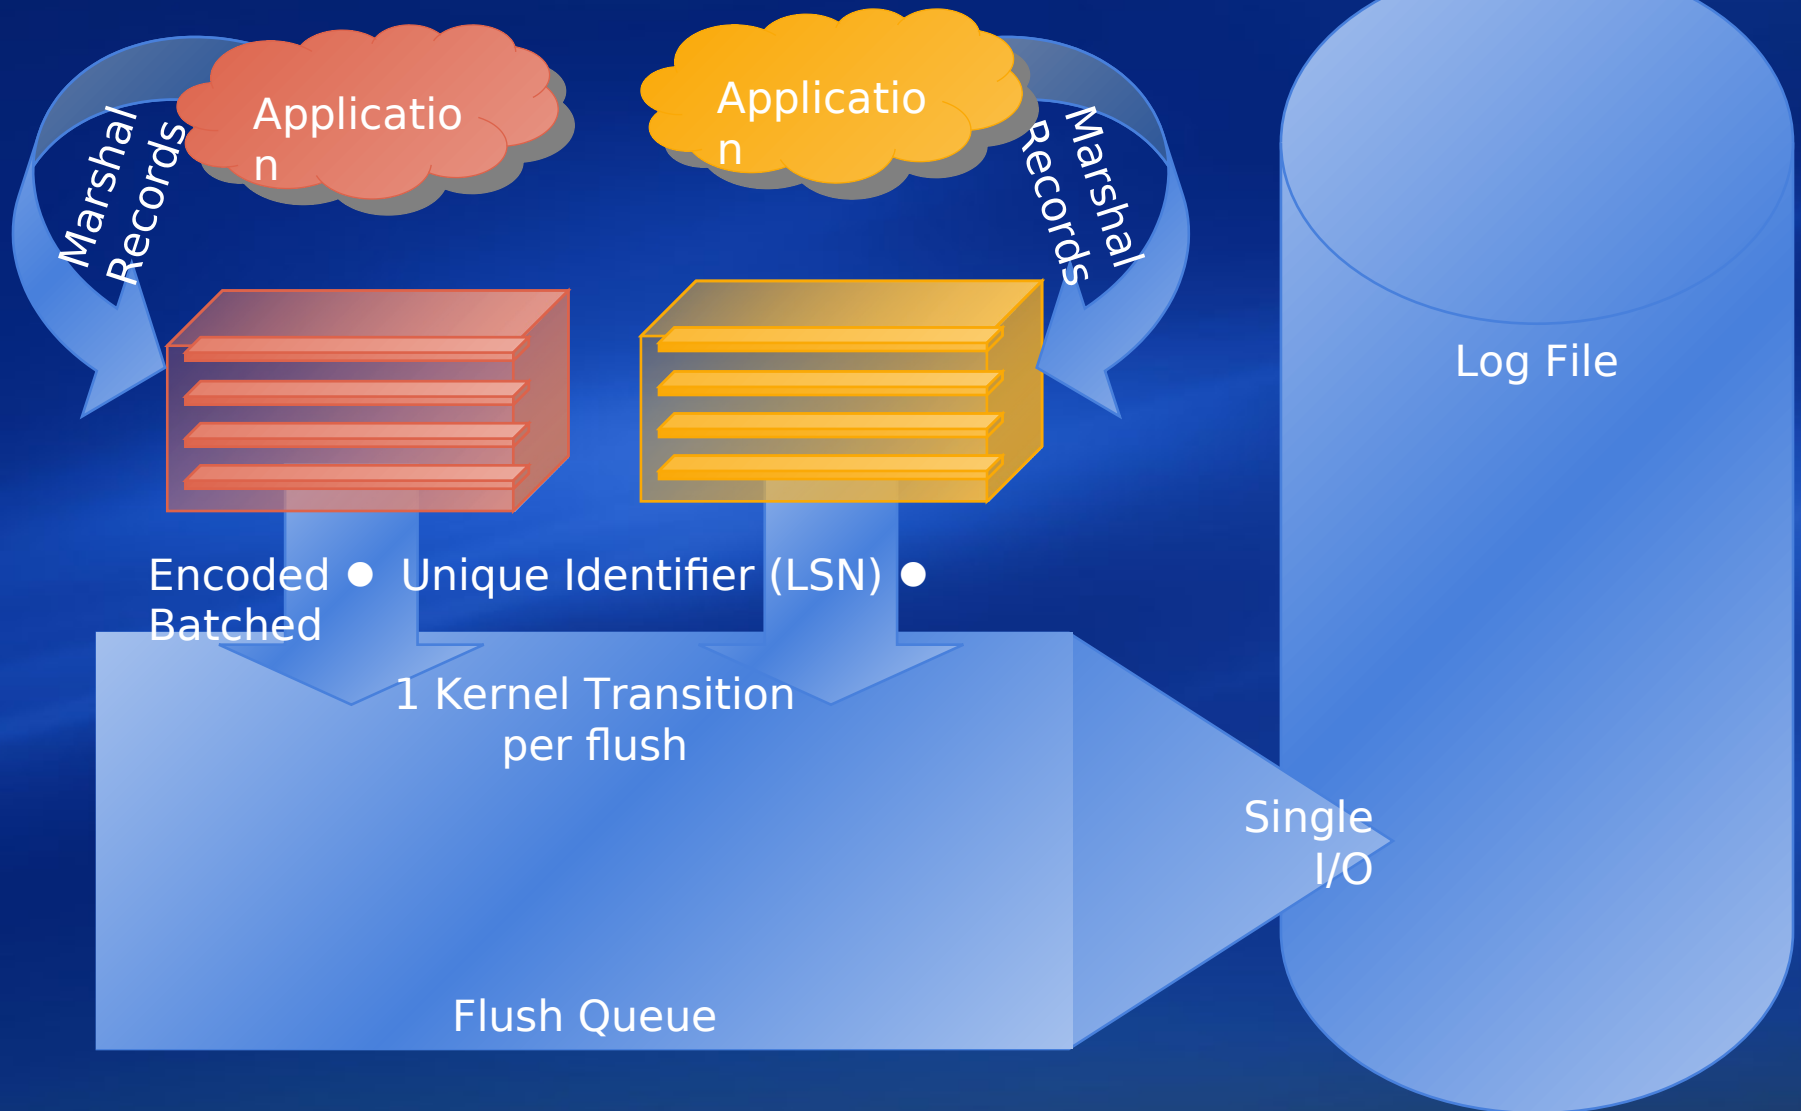 Applicatio
n
Applicatio
n
Marshal
Records
Marshal
Records
Log File
Encoded ● Unique Identifier (LSN) ●
Batched
1 Kernel Transition
per flush
Single
I/O
Flush Queue